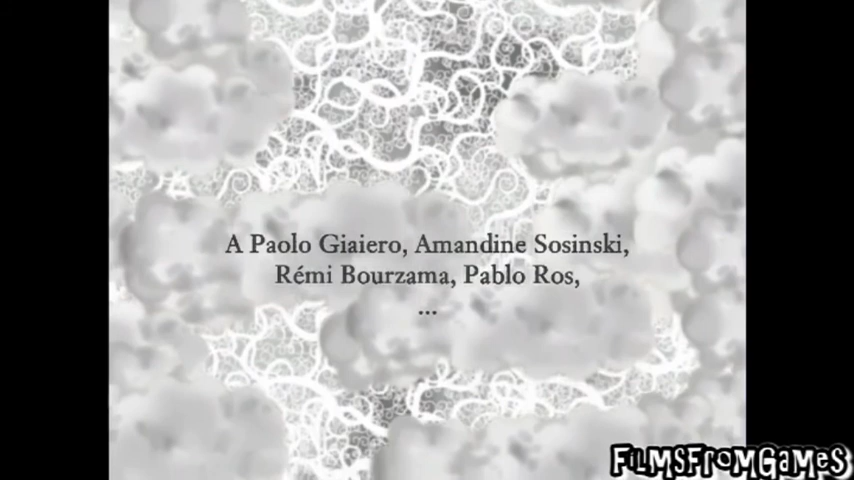 A Paolo Giaiero, Amandine Sosinski,
Rémi Bourzama, Pablo Ros,
...
FilmsFromGames